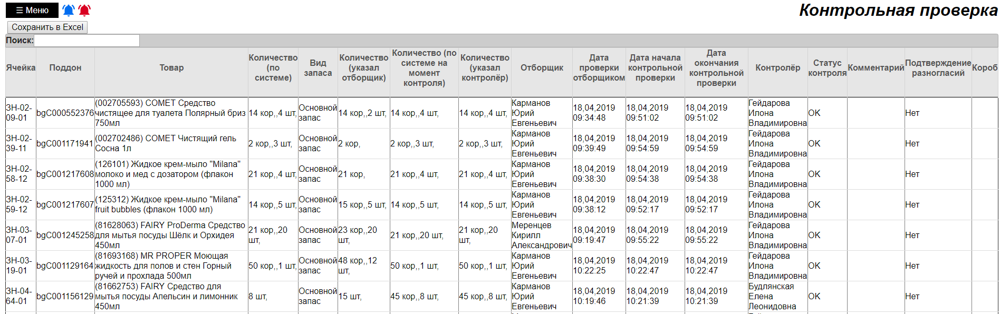 ☰ Меню
Контрольная проверка
Сохранить в Excel
Поиск:
Ячейка Поддон Товар Количество (по системе) Вид запаса Количество (указал отборщик) Количество (по системе на момент контроля) Количество (указал контролёр) Отборщик Дата проверки отборщиком Дата начала контрольной проверки Дата окончания контрольной проверки Контролёр Статус контроля Комментарий Подтверждение разногласий Короб
ЗН-02-09-01 bgC000552376 (002705593) COMET Средство чистящее для туалета Полярный бриз 750мл 14 кор,,4 шт, Основной запас 14 кор,,2 шт, 14 кор,,4 шт, 14 кор,,4 шт, Карманов Юрий Евгеньевич 18,04,2019 09:34:48 18,04,2019 09:51:02 18,04,2019 09:51:02 Гейдарова Илона Владимировна OK Нет
ЗН-02-39-11 bgC001171941 (002702486) COMET Чистящий гель Сосна 1л 2 кор,,3 шт, Основной запас 2 кор, 2 кор,,3 шт, 2 кор,,3 шт, Карманов Юрий Евгеньевич 18,04,2019 09:39:49 18,04,2019 09:54:59 18,04,2019 09:54:59 Гейдарова Илона Владимировна OK Нет
ЗН-02-58-12 bgC001217608 (126101) Жидкое крем-мыло "Milana" молоко и мед с дозатором (флакон 1000 мл) 21 кор,,4 шт, Основной запас 21 кор, 21 кор,,4 шт, 21 кор,,4 шт, Карманов Юрий Евгеньевич 18,04,2019 09:38:30 18,04,2019 09:54:38 18,04,2019 09:54:38 Гейдарова Илона Владимировна OK Нет
ЗН-02-59-12 bgC001217607 (125312) Жидкое крем-мыло "Milana" fruit bubbles (флакон 1000 мл) 14 кор,,5 шт, Основной запас 15 кор,,5 шт, 14 кор,,5 шт, 14 кор,,5 шт, Карманов Юрий Евгеньевич 18,04,2019 09:38:12 18,04,2019 09:52:17 18,04,2019 09:52:17 Гейдарова Илона Владимировна OK Нет
ЗН-03-07-01 bgC001245258 (81628063) FAIRY ProDerma Средство для мытья посуды Шёлк и Орхидея 450мл 21 кор,,20 шт, Основной запас 23 кор,,20 шт, 21 кор,,20 шт, 21 кор,,20 шт, Меренцев Кирилл Александрович 18,04,2019 09:19:47 18,04,2019 09:55:22 18,04,2019 09:55:22 Гейдарова Илона Владимировна OK Нет
ЗН-03-19-01 bgC001129164 (81693168) MR PROPER Моющая жидкость для полов и стен Горный ручей и прохлада 500мл 50 кор,,1 шт, Основной запас 48 кор,,12 шт, 50 кор,,1 шт, 50 кор,,1 шт, Карманов Юрий Евгеньевич 18,04,2019 10:22:25 18,04,2019 10:22:47 18,04,2019 10:22:47 Гейдарова Илона Владимировна OK Нет
ЗН-04-64-01 bgC001156129 (81662753) FAIRY Средство для мытья посуды Апельсин и лимонник 450мл 8 шт, Основной запас 15 шт, 45 кор,,8 шт, 45 кор,,8 шт, Карманов Юрий Евгеньевич 18,04,2019 10:19:46 18,04,2019 10:21:39 18,04,2019 10:21:39 Будлянская Елена Леонидовна OK Нет